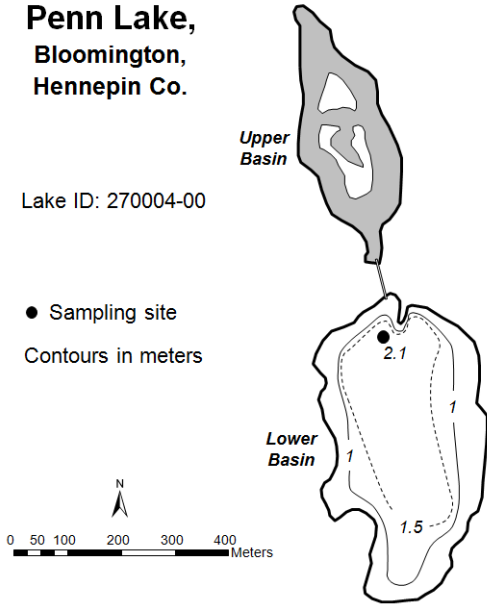 Penn Lake,
Bloomington,
Hennepin Co.
Upper
Basin
Lake ID: 270004-00
Sampling site
Contours in meters
2.1
1
Lower
Basin
1
1.5
N
0 50 100 200 300 400 Meters